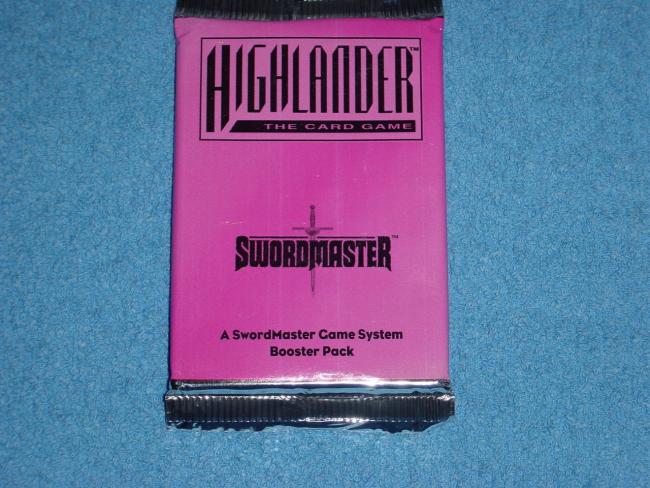 HIGHLANDER™
THE CARD GAME
SWORDMASTER™
A SwordMaster Game System
Booster Pack